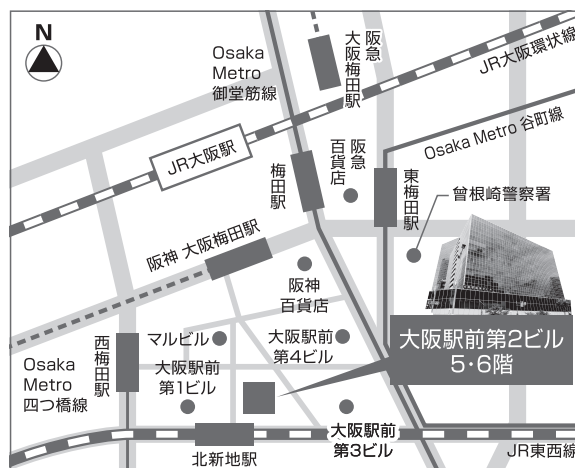 N
Osaka
Metro
御堂筋線
阪急
大阪梅田駅
JR大阪環状線
JR大阪駅
梅田駅
阪急
百貨店
東梅田駅
Osaka Metro 谷町線
曾根崎警察署
阪神 大阪梅田駅
阪神
百貨店
西梅田駅
マルビル
大阪駅前
第4ビル
大阪駅前第2ビル
5・6階
Osaka
Metro
四つ橋線
大阪駅前
第1ビル
大阪駅前
第3ビル
北新地駅
JR東西線